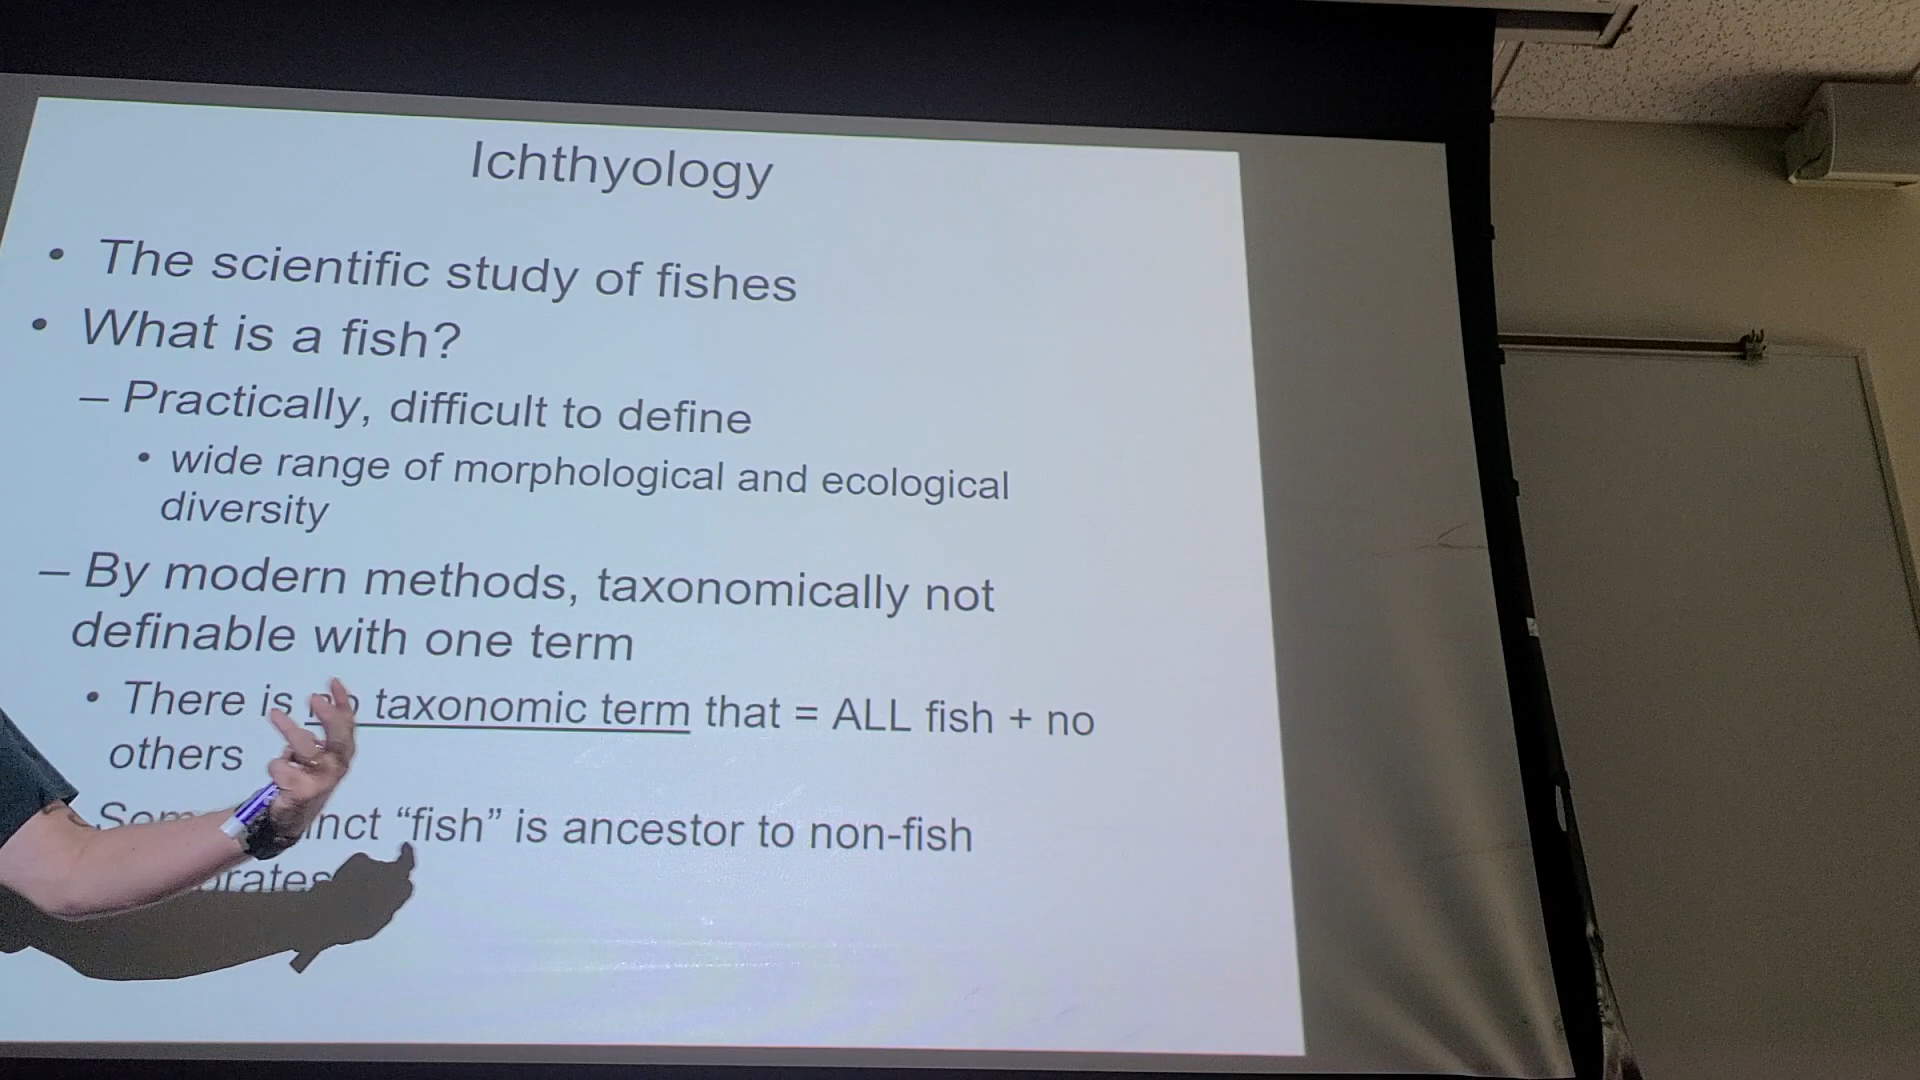 Ichthyology
• The scientific study of fishes
• What is a fish?
– Practically, difficult to define
• wide range of morphological and ecological
diversity
– By modern methods, taxonomically not
definable with one term
• There is no taxonomic term that = ALL fish + no
others
“fish” is ancestor to non-fish